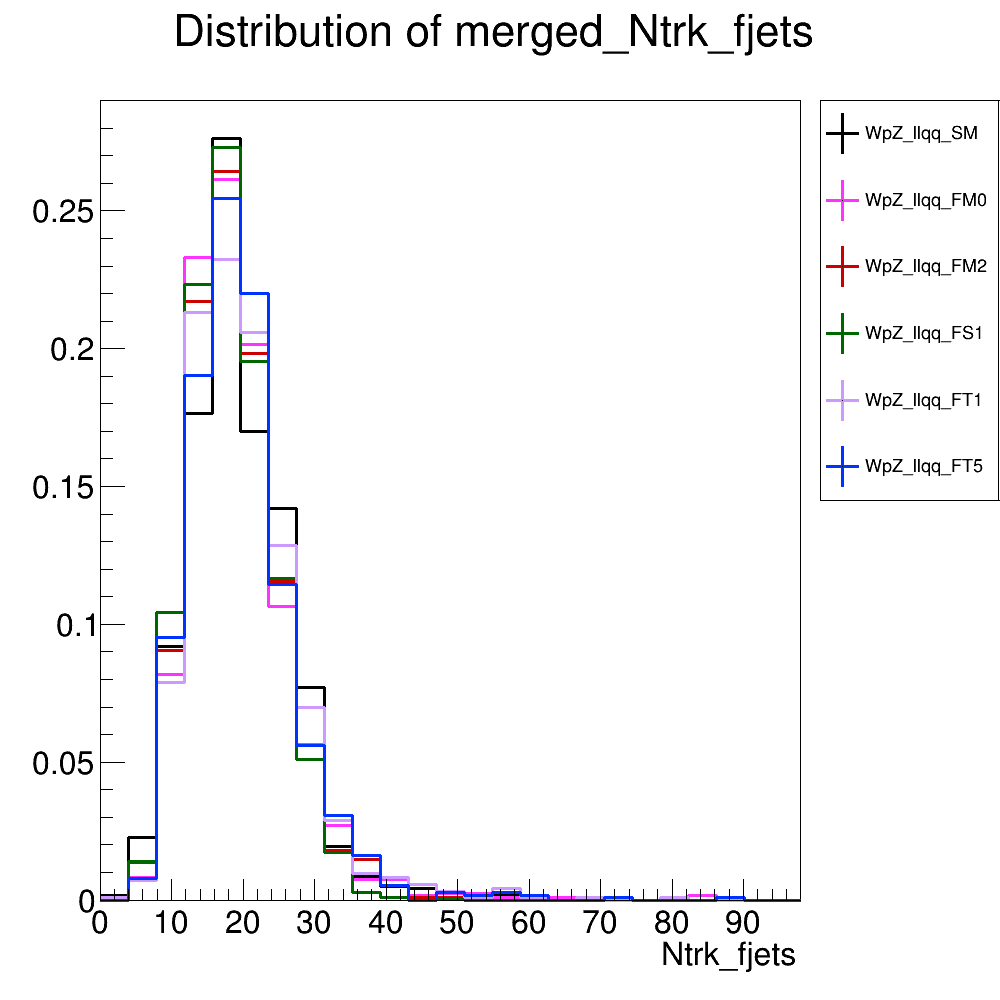 Distribution of merged_Ntrk_fjets
WpZ_llqq_SM
WpZ_llqq_FM0
WpZ_llqq_FM2
WpZ_llqq_FS1
WpZ_llqq_FT1
WpZ_llqq_FT5
0.25
0.2
0.15
0.1
0.05
0
0 10 20 30 40 50 60 70 80 90
Ntrk_fjets